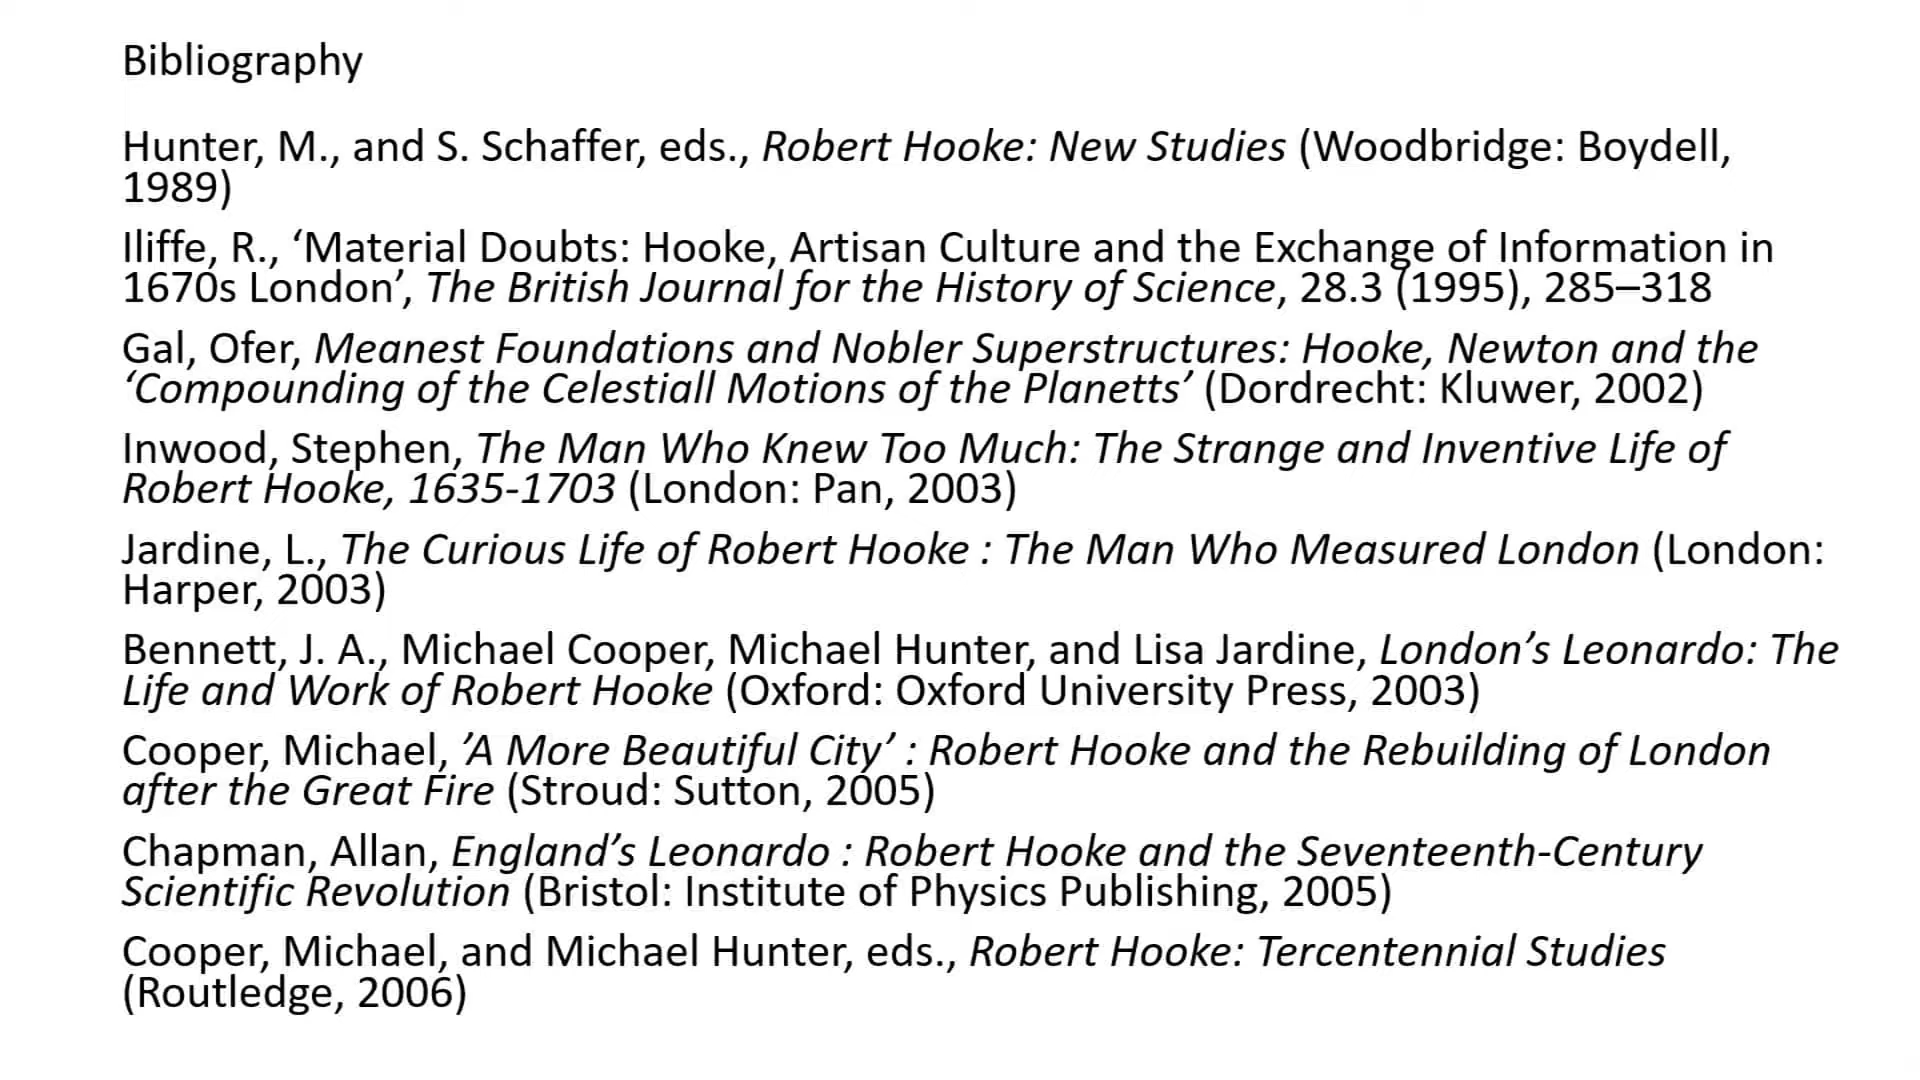 Bibliography
Hunter, M., and S. Schaffer, eds., Robert Hooke: New Studies (Woodbridge: Boydell,
1989)
Iliffe, R., ‘Material Doubts: Hooke, Artisan Culture and the Exchange of Information in
1670s London’, The British Journal for the History of Science, 28.3 (1995), 285–318
Gal, Ofer, Meanest Foundations and Nobler Superstructures: Hooke, Newton and the
‘Compounding of the Celestiall Motions of the Planetts’ (Dordrecht: Kluwer, 2002)
Inwood, Stephen, The Man Who Knew Too Much: The Strange and Inventive Life of
Robert Hooke, 1635-1703 (London: Pan, 2003)
Jardine, L., The Curious Life of Robert Hooke : The Man Who Measured London (London:
Harper, 2003)
Bennett, J. A., Michael Cooper, Michael Hunter, and Lisa Jardine, London’s Leonardo: The
Life and Work of Robert Hooke (Oxford: Oxford University Press, 2003)
Cooper, Michael, ’A More Beautiful City’ : Robert Hooke and the Rebuilding of London
after the Great Fire (Stroud: Sutton, 2005)
Chapman, Allan, England’s Leonardo : Robert Hooke and the Seventeenth-Century
Scientific Revolution (Bristol: Institute of Physics Publishing, 2005)
Cooper, Michael, and Michael Hunter, eds., Robert Hooke: Tercentennial Studies
(Routledge, 2006)